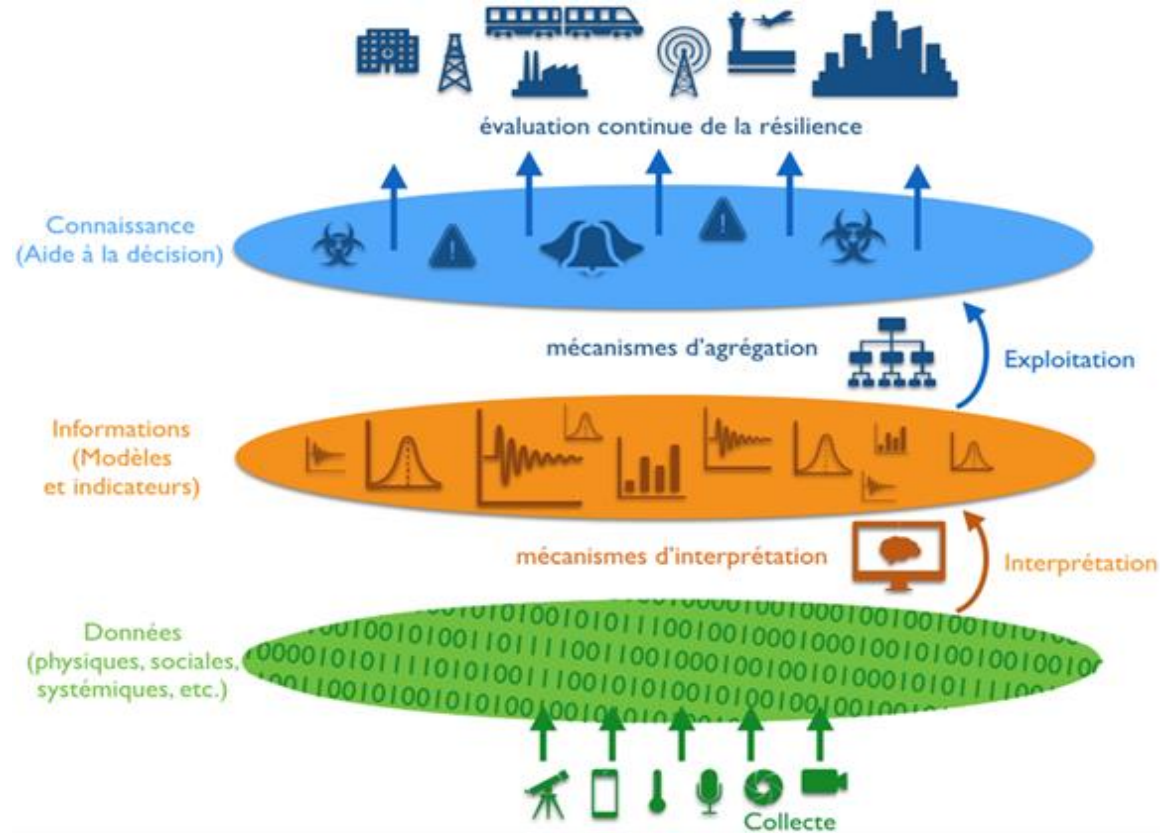 évaluation continue de la résilience
Connaissance
(Aide à la décision)
mécanismes d'agrégation
Exploitation
Informations
(Modèles
et indicateurs)
mécanismes d'interprétation
Interprétation
Données
(physiques, sociales,
systémiques, etc.)
Collecte